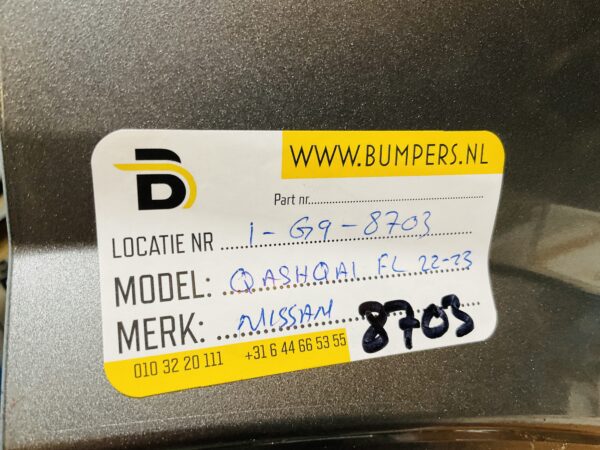 WWW.BUMPERS.NL
Part nr.
LOCATIE NR 1-G9-8703
MODEL: QASHQAI FL 22-23
MERK: NISSAN
8703
010 32 20 111 +31 6 44 66 53 55